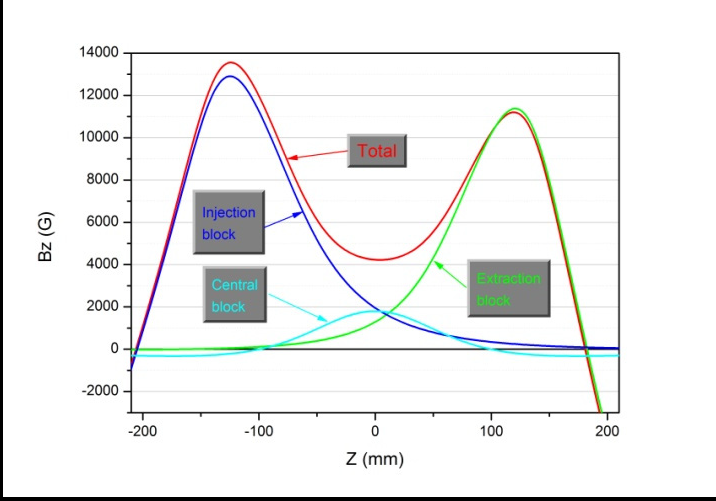 14000
12000
10000
8000
6000
4000
2000
0
-2000
Bz (G)
Total
Injection
block
Central
block
Extraction
block
-200 -100 0 100 200
Z (mm)